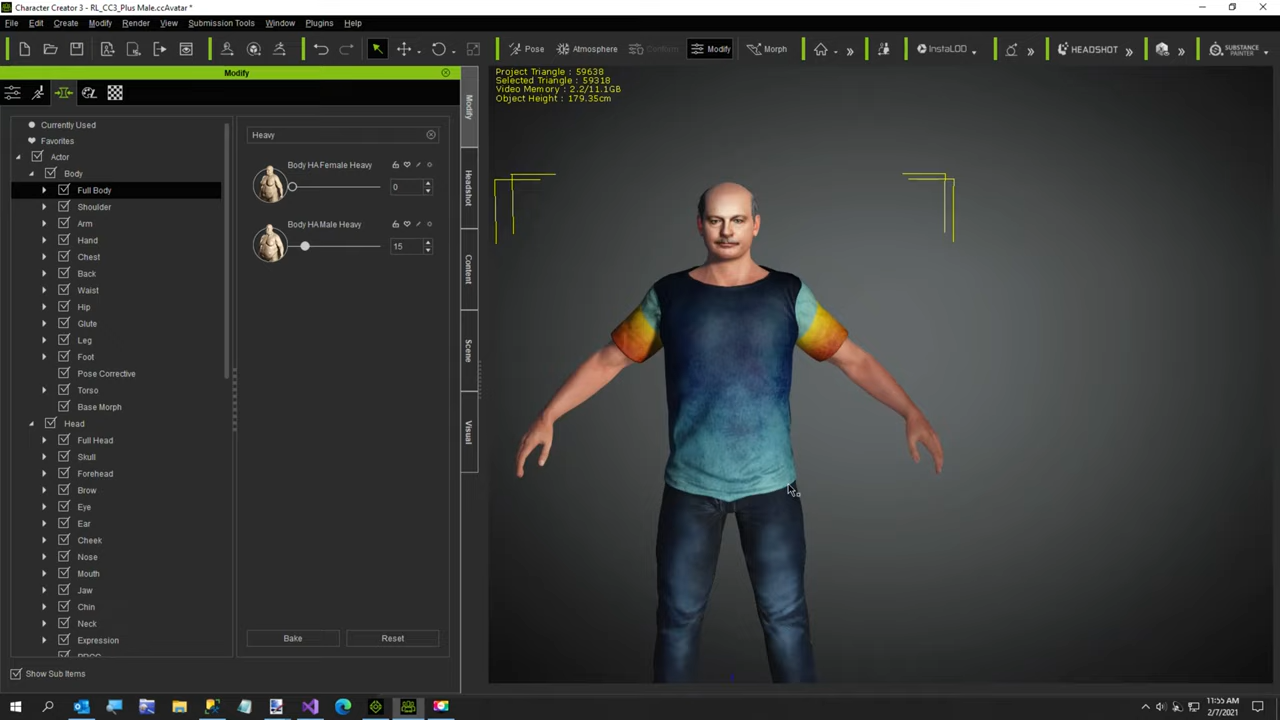 Character Creator 3 - RL_CC3_Plus Male.ccAvatar *
File Edit Create Modify Render View Submission Tools Window Plugins Help
Pose Atmosphere Conform Modify Morph InstaLOD HEADSHOT SUBSTANCE PAINTER
Modify
Project Triangle : 59638
Selected Triangle : 59318
Video Memory : 2.2/11.1GB
Object Height : 179.35cm
Currently Used
Favorites
Actor
Body
Full Body
Shoulder
Arm
Hand
Chest
Back
Waist
Hip
Glute
Leg
Foot
Pose Corrective
Torso
Base Morph
Head
Full Head
Skull
Forehead
Brow
Eye
Ear
Cheek
Nose
Mouth
Jaw
Chin
Neck
Expression
Show Sub Items
Heavy
Body HA Female Heavy
0
Body HA Male Heavy
15
Bake Reset
Modify
Headshot
Content
Scene
Visual
11:55 AM
2/7/2021